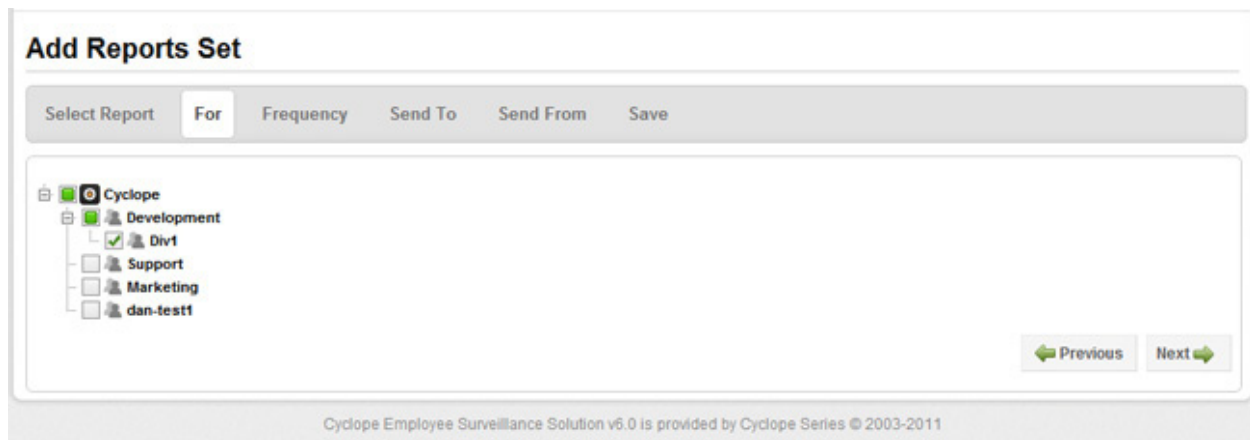 Add Reports Set
Select Report For Frequency Send To Send From Save
Cyclope
Development
Div1
Support
Marketing
dan-test1
Previous Next
Cyclope Employee Surveillance Solution v6.0 is provided by Cyclope Series © 2003-2011